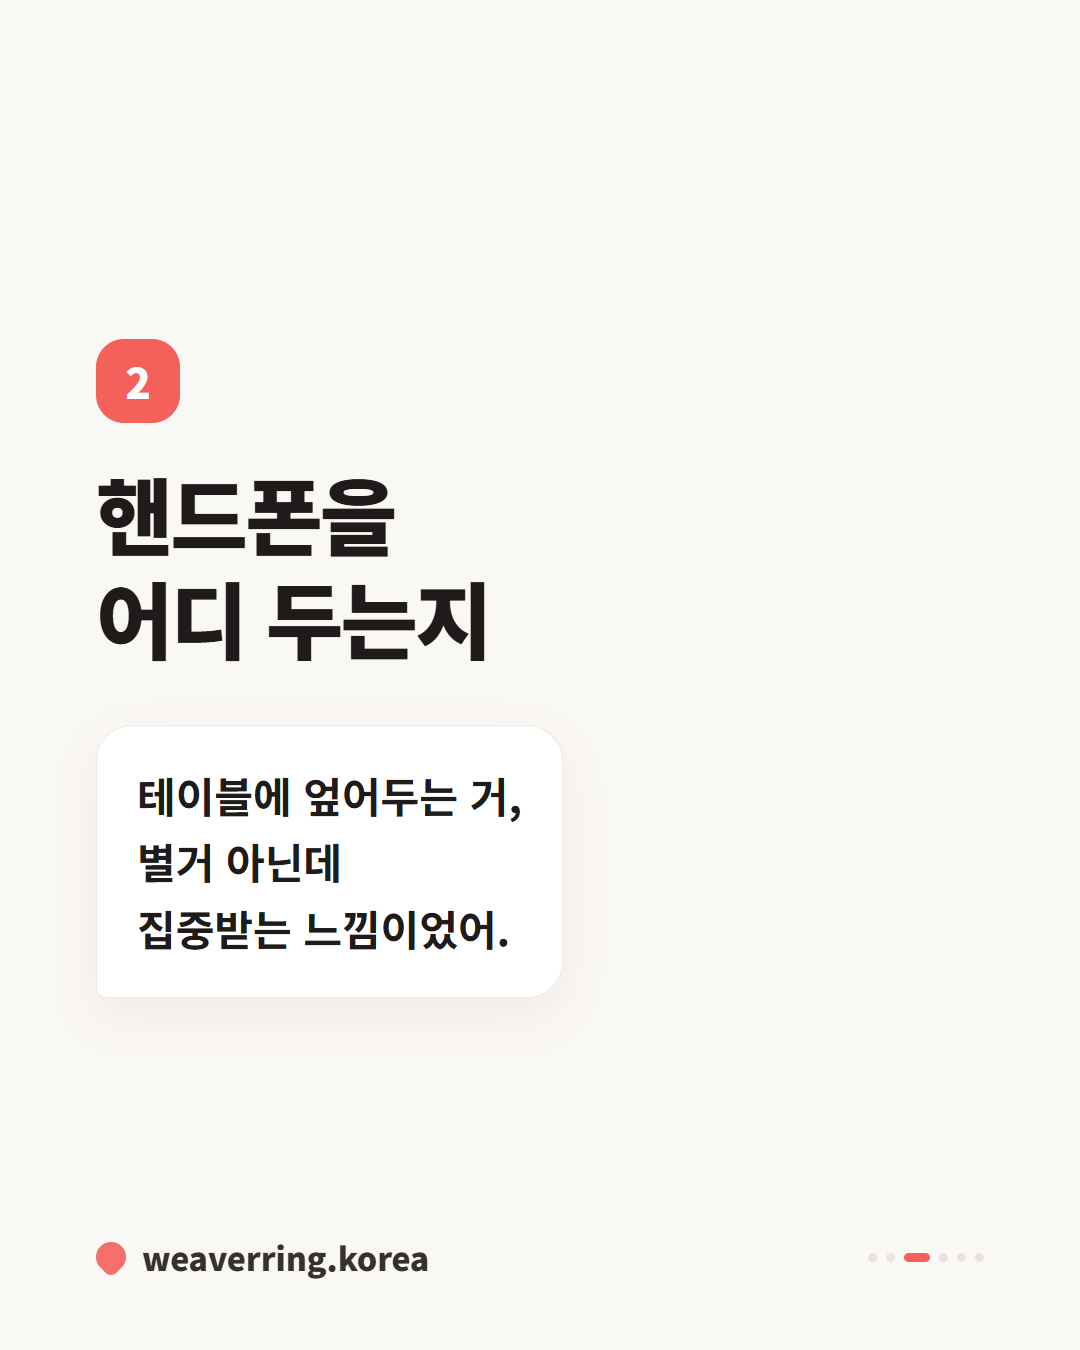 2
핸드폰을
어디 두는지
테이블에 엎어두는 거,
별거 아닌데
집중받는 느낌이었어.
weaverring.korea